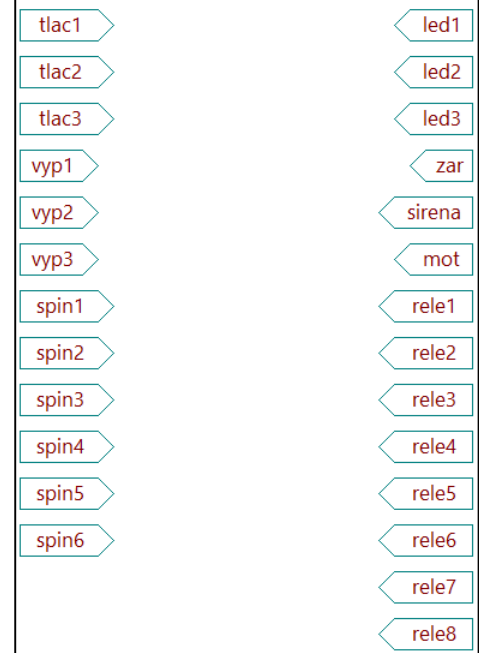 tlac1 led1
tlac2 led2
tlac3 led3
vyp1 zar
vyp2 sirena
vyp3 mot
spin1 rele1
spin2 rele2
spin3 rele3
spin4 rele4
spin5 rele5
spin6 rele6
rele7
rele8